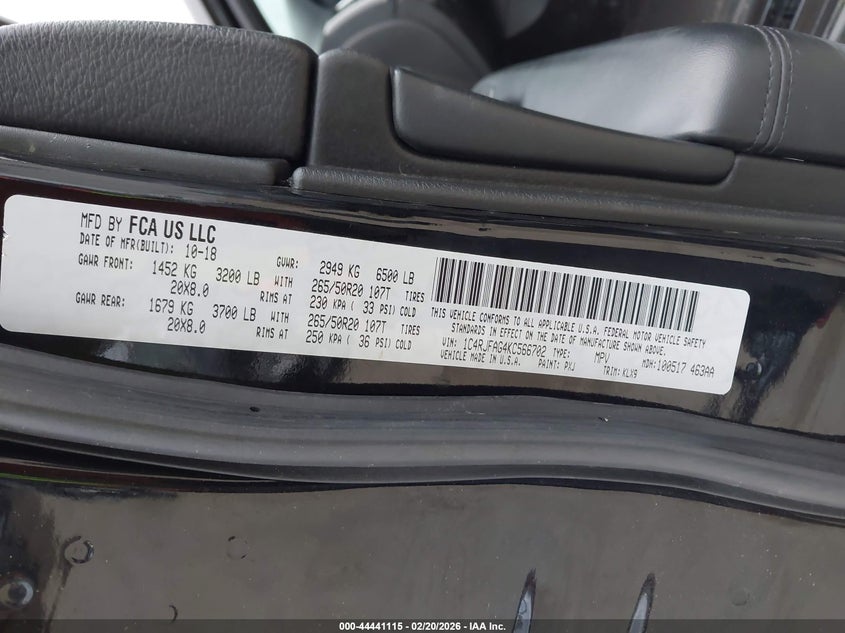 MFD BY FCA US LLC
DATE OF MFR(BUILT): 10-18 GVWR: 2949 KG 6500 LB
GAWR FRONT: 1452 KG 3200 LB WITH 265/50R20 107T TIRES
20X8.0 RIMS AT 230 KPA ( 33 PSI) COLD
GAWR REAR: 1679 KG 3700 LB WITH 265/50R20 107T TIRES
20X8.0 RIMS AT 250 KPA ( 36 PSI) COLD
THIS VEHICLE CONFORMS TO ALL APPLICABLE U.S.A. FEDERAL MOTOR VEHICLE SAFETY
STANDARDS IN EFFECT ON THE DATE OF MANUFACTURE SHOWN ABOVE.
VIN: 1C4RJFAG4KC566702 TYPE: MPV MDH:100517 463AA
VEHICLE MADE IN U.S.A. PAINT: PXJ TRIM:KLX9
000-44441115 - 02/20/2026 - IAA Inc.